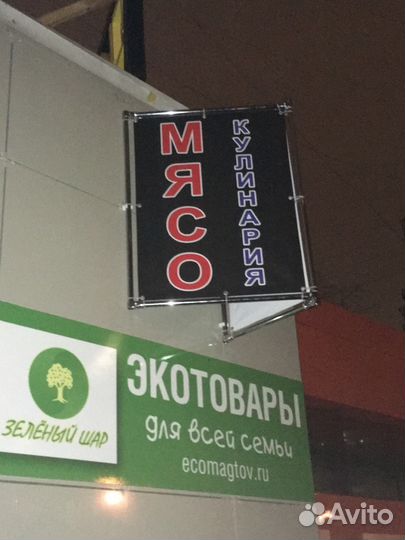 МЯСО
КУЛИНАРИЯ
ЗЕЛЁНЫЙ ШАР
ЭКОТОВАРЫ
для всей семьи
ecomagtov.ru
Avito